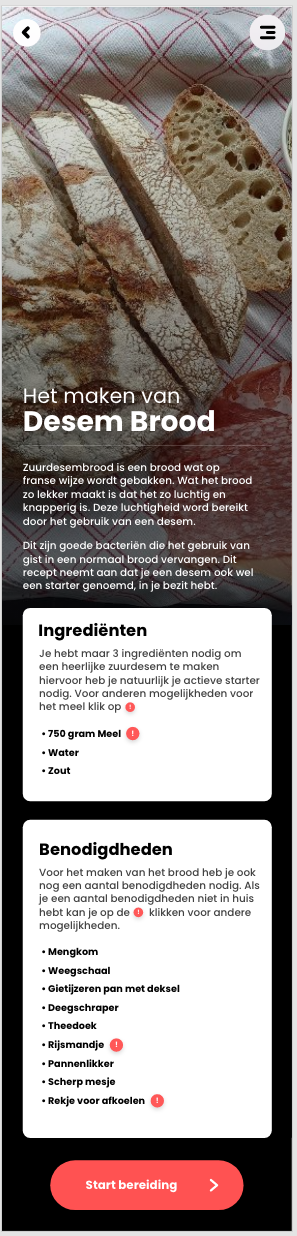 Het maken van
Desem Brood
Zuurdesembrood is een brood wat op
franse wijze wordt gebakken. Wat het brood
zo lekker maakt is dat het zo luchtig en
knapperig is. Deze luchtigheid word bereikt
door het gebruik van een desem.
Dit zijn goede bacteriën die het gebruik van
gist in een normaal brood vervangen. Dit
recept neemt aan dat je een desem ook wel
een starter genoemd, in je bezit hebt.
Ingrediënten
Je hebt maar 3 ingrediënten nodig om
een heerlijke zuurdesem te maken
hiervoor heb je natuurlijk je actieve starter
nodig. Voor anderen mogelijkheden voor
het meel klik op !
• 750 gram Meel !
• Water
• Zout
Benodigdheden
Voor het maken van het brood heb je ook
nog een aantal benodigdheden nodig. Als
je een aantal benodigdheden niet in huis
hebt kan je op de ! klikken voor andere
mogelijkheden.
• Mengkom
• Weegschaal
• Gietijzeren pan met deksel
• Deegschraper
• Theedoek
• Rijsmandje !
• Pannenlikker
• Scherp mesje
• Rekje voor afkoelen !
Start bereiding